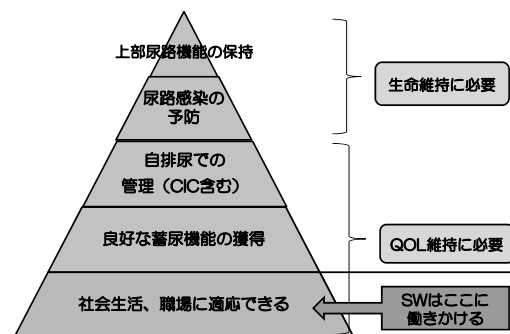 上部尿路機能の保持
尿路感染の
予防
生命維持に必要
自排尿での
管理（CIC含む）
良好な蓄尿機能の獲得
QOL維持に必要
社会生活、職場に適応できる
SWはここに
働きかける